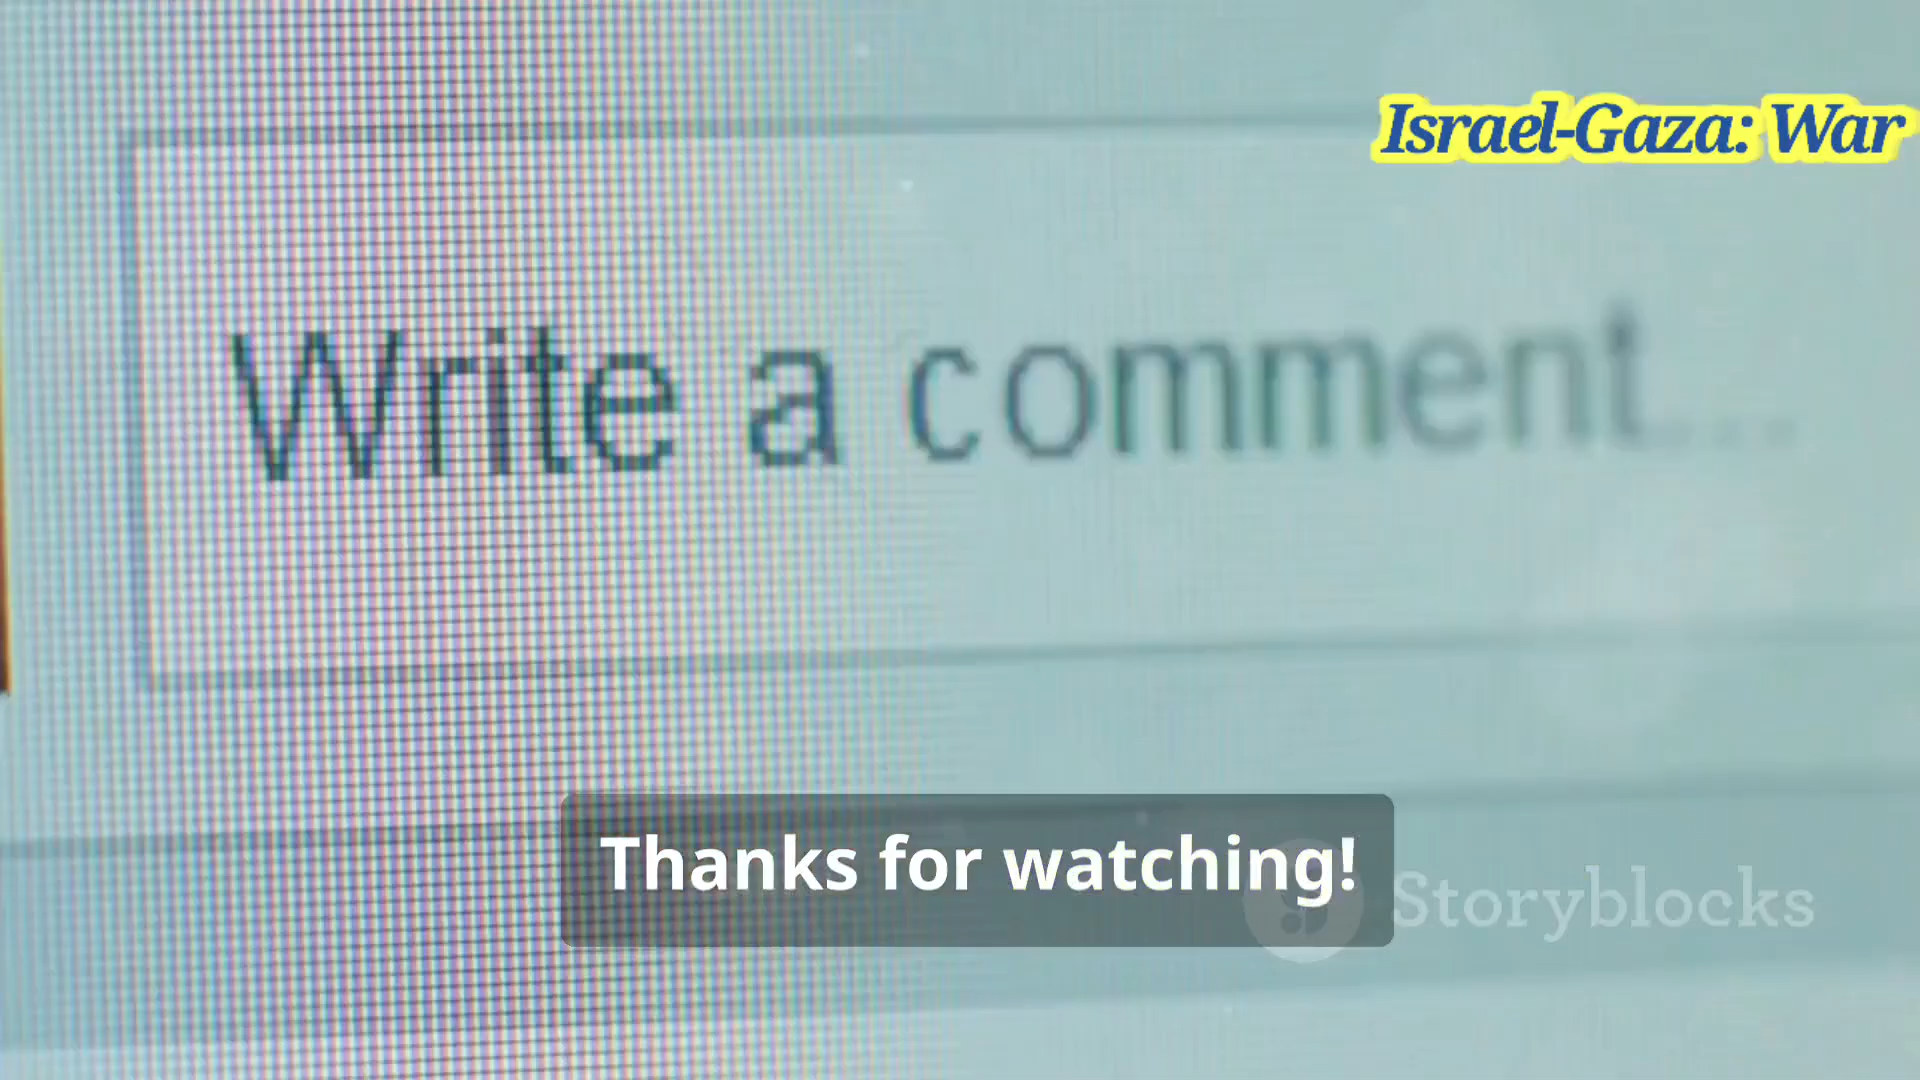 Israel-Gaza: War
Write a comment...
Thanks for watching!
Storyblocks